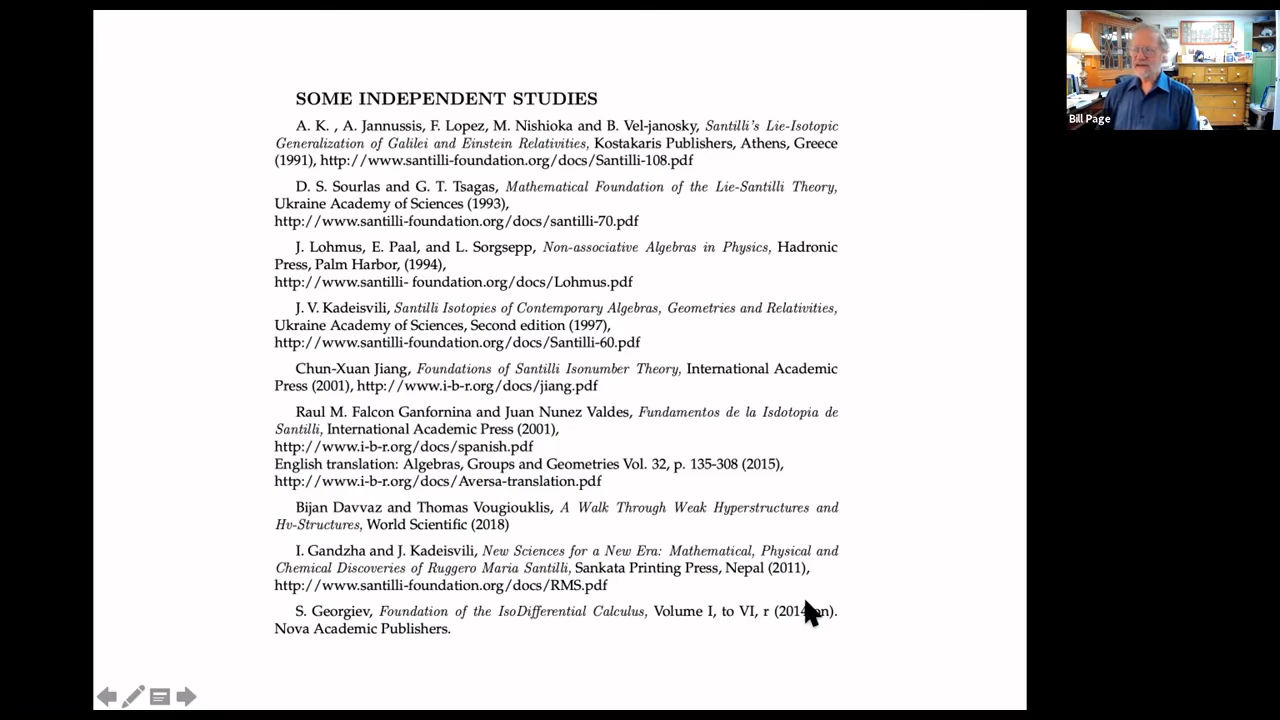 SOME INDEPENDENT STUDIES
A. K. , A. Jannussis, F. Lopez, M. Nishioka and B. Vel-janosky, Santilli's Lie-Isotopic
Generalization of Galilei and Einstein Relativities, Kostakaris Publishers, Athens, Greece
(1991), http://www.santilli-foundation.org/docs/Santilli-108.pdf
D. S. Sourlas and G. T. Tsagas, Mathematical Foundation of the Lie-Santilli Theory,
Ukraine Academy of Sciences (1993),
http://www.santilli-foundation.org/docs/santilli-70.pdf
J. Lohmus, E. Paal, and L. Sorgsepp, Non-associative Algebras in Physics, Hadronic
Press, Palm Harbor, (1994),
http://www.santilli- foundation.org/docs/Lohmus.pdf
J. V. Kadeisvili, Santilli Isotopies of Contemporary Algebras, Geometries and Relativities,
Ukraine Academy of Sciences, Second edition (1997),
http://www.santilli-foundation.org/docs/Santilli-60.pdf
Chun-Xuan Jiang, Foundations of Santilli Isonumber Theory, International Academic
Press (2001), http://www.i-b-r.org/docs/jiang.pdf
Raul M. Falcon Ganfornina and Juan Nunez Valdes, Fundamentos de la Isdotopia de
Santilli, International Academic Press (2001),
http://www.i-b-r.org/docs/spanish.pdf
English translation: Algebras, Groups and Geometries Vol. 32, p. 135-308 (2015),
http://www.i-b-r.org/docs/Aversa-translation.pdf
Bijan Davvaz and Thomas Vougiouklis, A Walk Through Weak Hyperstructures and
Hv-Structures, World Scientific (2018)
I. Gandzha and J. Kadeisvili, New Sciences for a New Era: Mathematical, Physical and
Chemical Discoveries of Ruggero Maria Santilli, Sankata Printing Press, Nepal (2011),
http://www.santilli-foundation.org/docs/RMS.pdf
S. Georgiev, Foundation of the IsoDifferential Calculus, Volume I, to VI, r (2014 on).
Nova Academic Publishers.
Bill Page